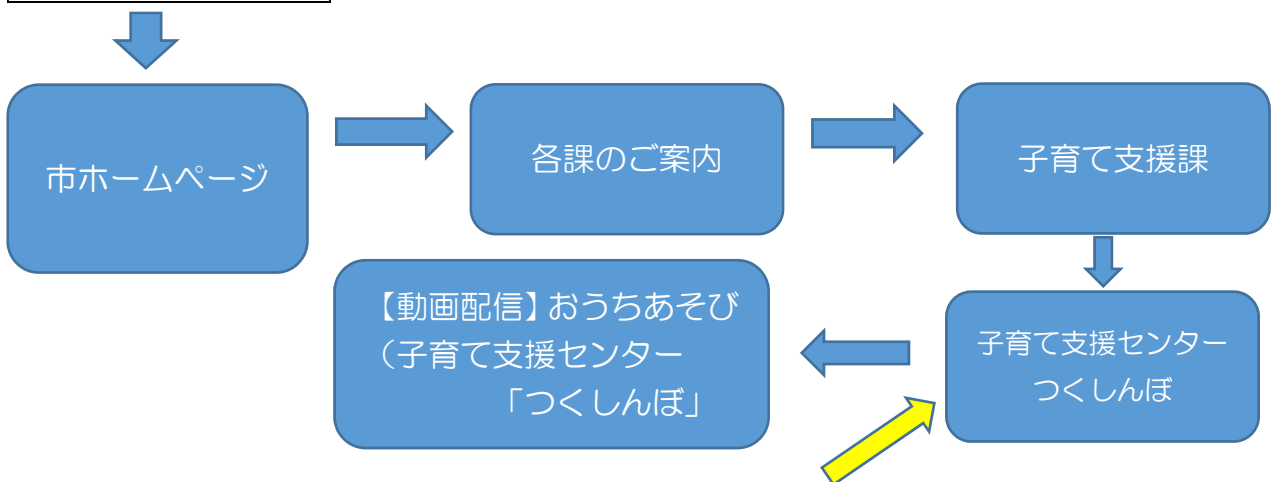 市ホームページ
各課のご案内
子育て支援課
子育て支援センター
つくしんぼ
【動画配信】おうちあそび
（子育て支援センター
「つくしんぼ」